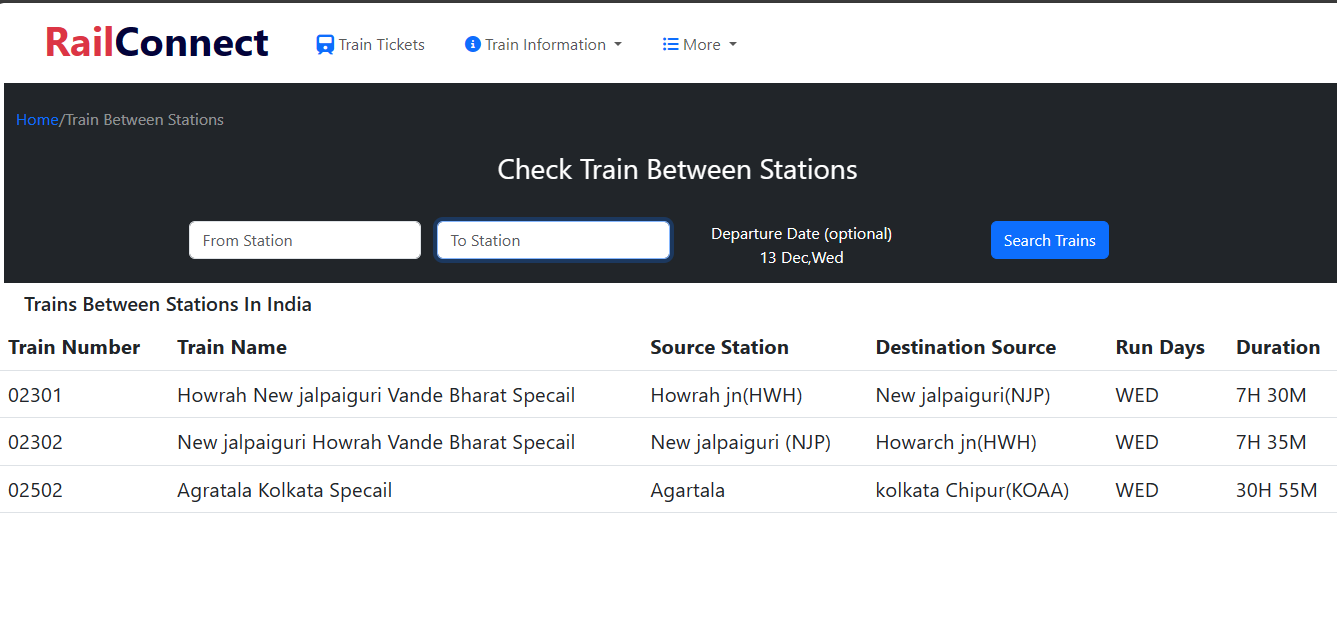 RailConnect Train Tickets Train Information More
Home/Train Between Stations
Check Train Between Stations
From Station To Station Departure Date (optional) Search Trains
13 Dec,Wed
Trains Between Stations In India
Train Number Train Name Source Station Destination Source Run Days Duration
02301 Howrah New jalpaiguri Vande Bharat Specail Howrah jn(HWH) New jalpaiguri(NJP) WED 7H 30M
02302 New jalpaiguri Howrah Vande Bharat Specail New jalpaiguri (NJP) Howarch jn(HWH) WED 7H 35M
02502 Agratala Kolkata Specail Agartala kolkata Chipur(KOAA) WED 30H 55M